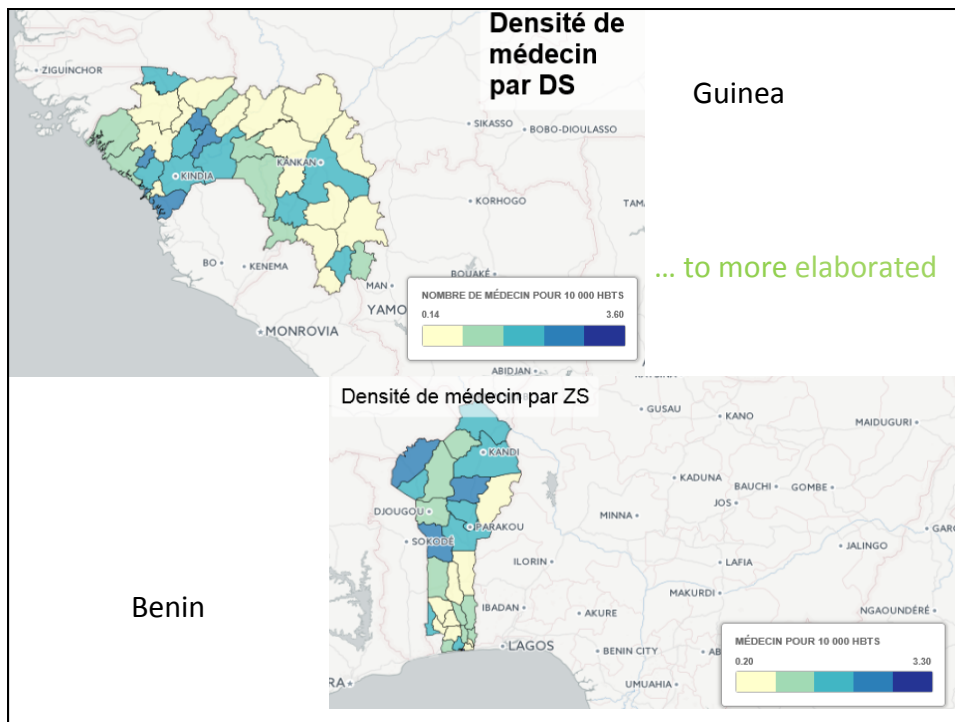 Densité de
médecin
par DS
Guinea
ZIGUINCHOR
SIKASSO
BOBO-DIOULASSO
KANKAN
KINDIA
KORHOGO
TAMA
BO
KENEMA
BOUAKÉ
... to more elaborated
MAN
YAMO
NOMBRE DE MÉDECIN POUR 10 000 HBTS
0.14 3.60
MONROVIA
ABIDJAN
Densité de médecin par ZS
GUSAU
KANO
MAIDUGURI
KANDI
KADUNA
BAUCHI
GOMBE
JOS
DJOUGOU
MINNA
PARAKOU
GARO
SOKODÉ
JALINGO
ILORIN
LAFIA
MAKURDI
Benin
IBADAN
AKURE
NGAOUNDÉRÉ
LAGOS
BENIN CITY
AB
MÉDECIN POUR 10 000 HBTS
0.20 3.30
RA
UMUAHIA